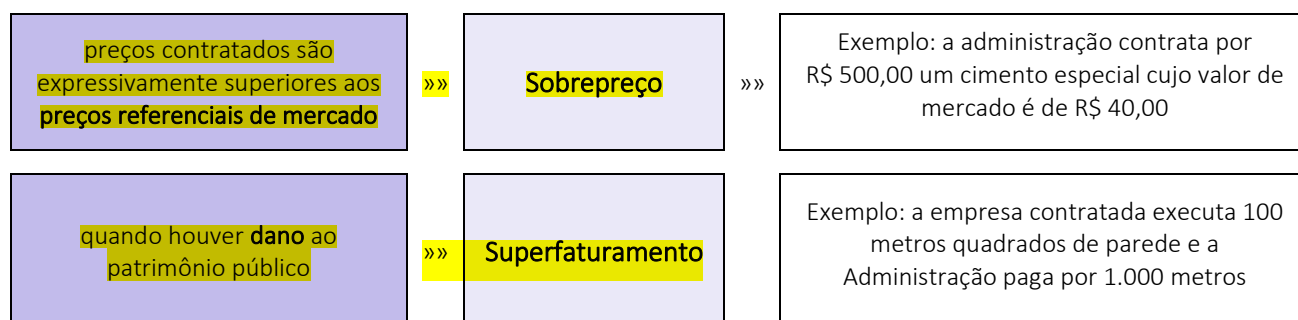 preços contratados são
expressivamente superiores aos
preços referenciais de mercado
»»
Sobrepreço
»»
Exemplo: a administração contrata por
R$ 500,00 um cimento especial cujo valor de
mercado é de R$ 40,00
quando houver dano ao
patrimônio público
»»
Superfaturamento
Exemplo: a empresa contratada executa 100
metros quadrados de parede e a
Administração paga por 1.000 metros